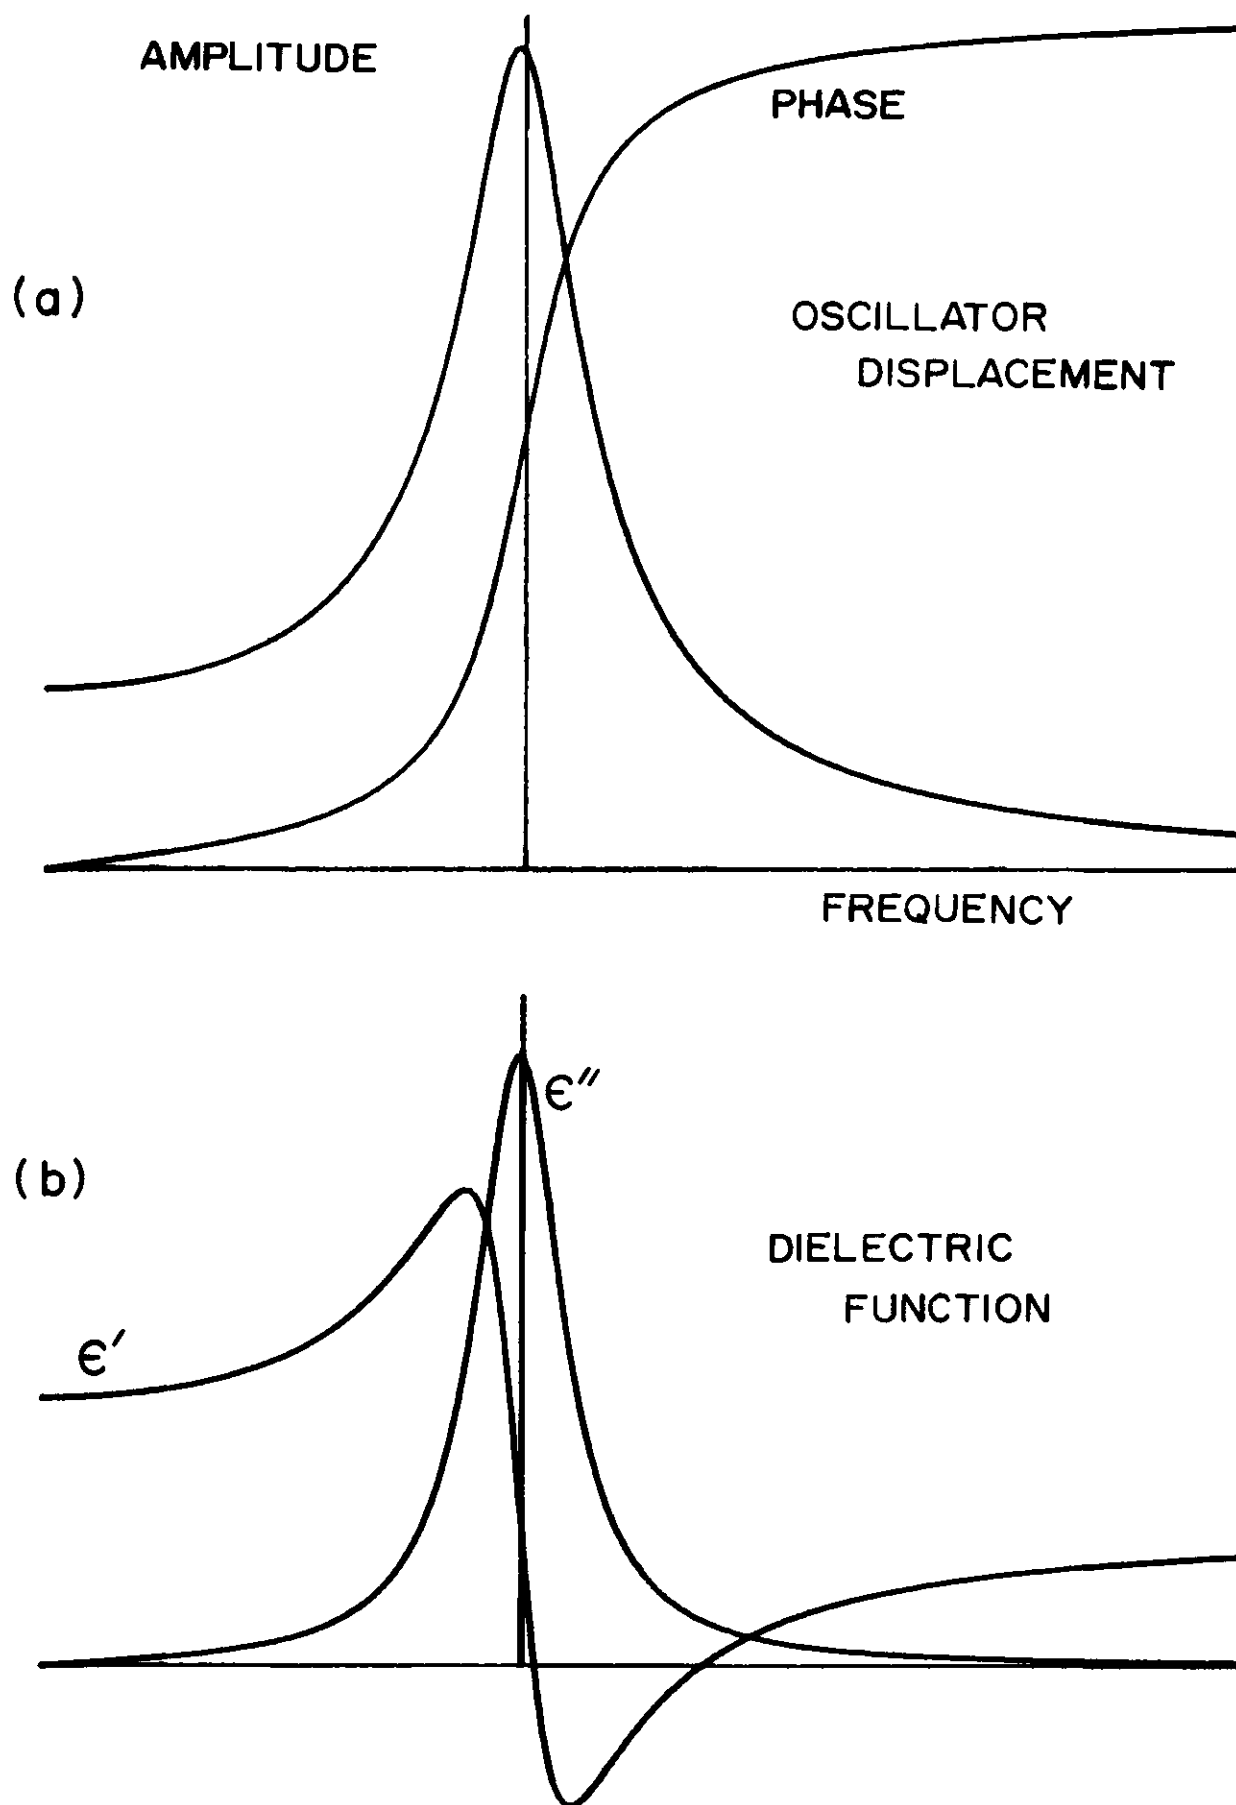 AMPLITUDE
PHASE
(a)
OSCILLATOR
DISPLACEMENT
FREQUENCY
ϵ″
(b)
DIELECTRIC
FUNCTION
ϵ′